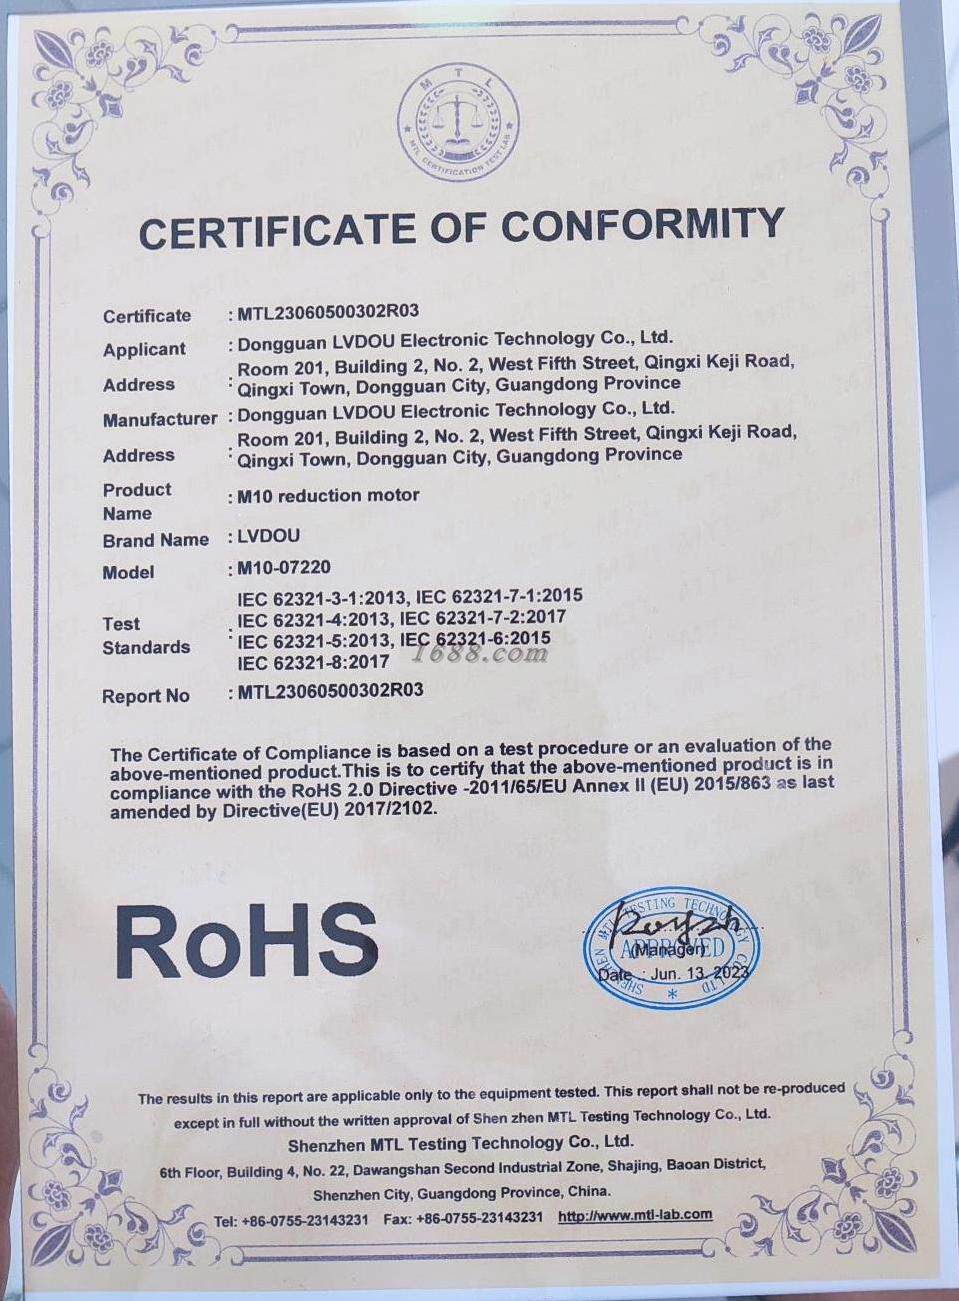 MTL
MTL CERTIFICATION TEST LAB
CERTIFICATE OF CONFORMITY
Certificate : MTL23060500302R03
Applicant : Dongguan LVDOU Electronic Technology Co., Ltd.
Address : Room 201, Building 2, No. 2, West Fifth Street, Qingxi Keji Road,
Qingxi Town, Dongguan City, Guangdong Province
Manufacturer : Dongguan LVDOU Electronic Technology Co., Ltd.
Address : Room 201, Building 2, No. 2, West Fifth Street, Qingxi Keji Road,
Qingxi Town, Dongguan City, Guangdong Province
Product
Name : M10 reduction motor
Brand Name : LVDOU
Model : M10-07220
Test
Standards : IEC 62321-3-1:2013, IEC 62321-7-1:2015
IEC 62321-4:2013, IEC 62321-7-2:2017
IEC 62321-5:2013, IEC 62321-6:2015
IEC 62321-8:2017
1688.com
Report No : MTL23060500302R03
The Certificate of Compliance is based on a test procedure or an evaluation of the
above-mentioned product.This is to certify that the above-mentioned product is in
compliance with the RoHS 2.0 Directive -2011/65/EU Annex II (EU) 2015/863 as last
amended by Directive(EU) 2017/2102.
RoHS
SHENZHEN MTL TESTING TECHNOLOGY CO.,LTD
APPROVED
(Manager)
Date : Jun. 13. 2023
The results in this report are applicable only to the equipment tested. This report shall not be re-produced
except in full without the written approval of Shen zhen MTL Testing Technology Co., Ltd.
Shenzhen MTL Testing Technology Co., Ltd.
6th Floor, Building 4, No. 22, Dawangshan Second Industrial Zone, Shajing, Baoan District,
Shenzhen City, Guangdong Province, China.
Tel: +86-0755-23143231 Fax: +86-0755-23143231 http://www.mtl-lab.com